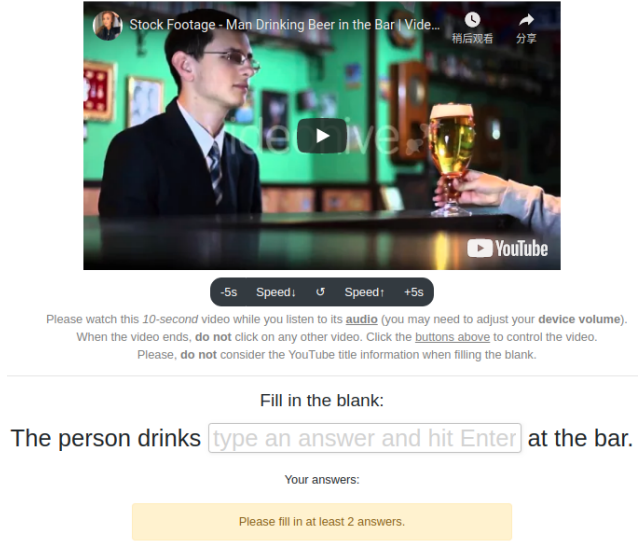 Stock Footage - Man Drinking Beer in the Bar | Vide...
稍后观看
分享
YouTube
-5s Speed↓ ↺ Speed↑ +5s
Please watch this 10-second video while you listen to its audio (you may need to adjust your device volume).
When the video ends, do not click on any other video. Click the buttons above to control the video.
Please, do not consider the YouTube title information when filling the blank.
Fill in the blank:
The person drinks type an answer and hit Enter at the bar.
Your answers:
Please fill in at least 2 answers.